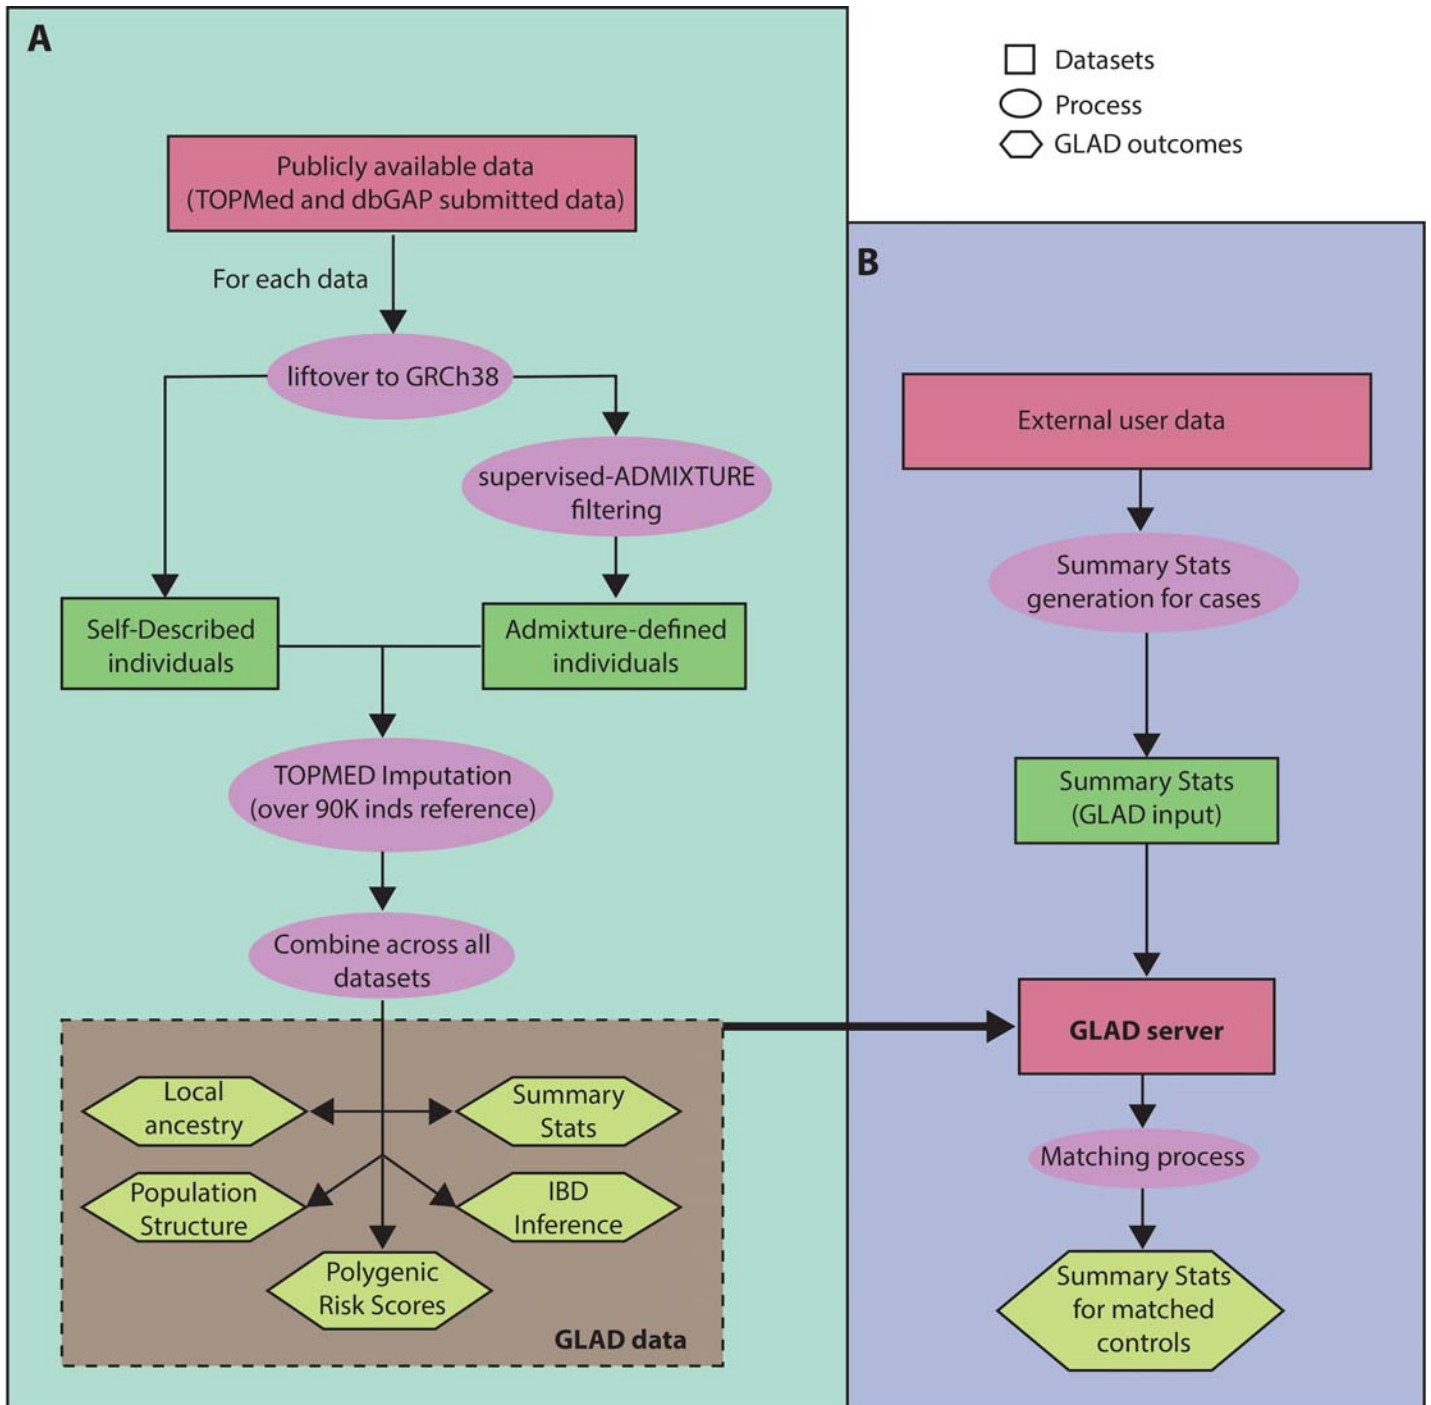 A
Publicly available data
(TOPMed and dbGAP submitted data)
For each data
liftover to GRCh38
supervised-ADMIXTURE
filtering
Self-Described
individuals
Admixture-defined
individuals
TOPMED Imputation
(over 90K inds reference)
Combine across all
datasets
Local
ancestry
Summary
Stats
Population
Structure
IBD
Inference
Polygenic
Risk Scores
GLAD data
Datasets
Process
GLAD outcomes
B
External user data
Summary Stats
generation for cases
Summary Stats
(GLAD input)
GLAD server
Matching process
Summary Stats
for matched
controls